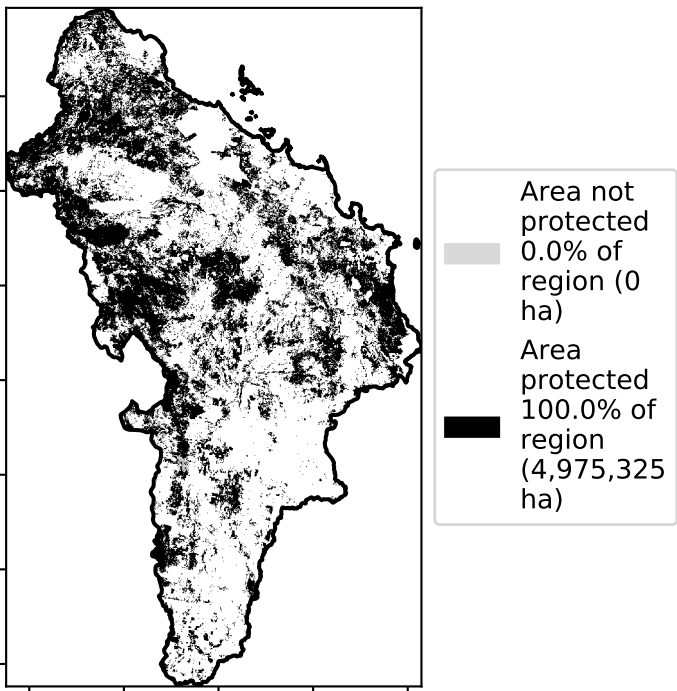 Area not
protected
0.0% of
region (0
ha)
Area
protected
100.0% of
region
(4,975,325
ha)